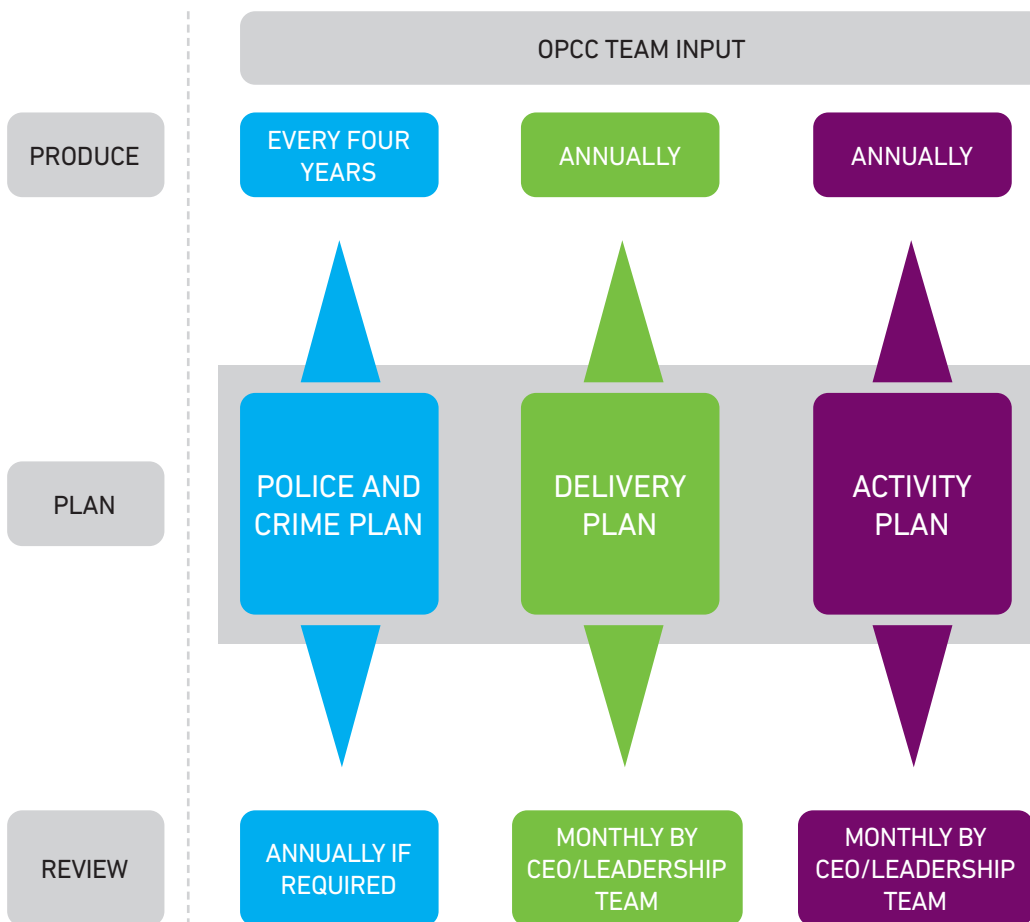 OPCC TEAM INPUT
PRODUCE
EVERY FOUR
YEARS
ANNUALLY
ANNUALLY
PLAN
POLICE AND
CRIME PLAN
DELIVERY
PLAN
ACTIVITY
PLAN
REVIEW
ANNUALLY IF
REQUIRED
MONTHLY BY
CEO/LEADERSHIP
TEAM
MONTHLY BY
CEO/LEADERSHIP
TEAM